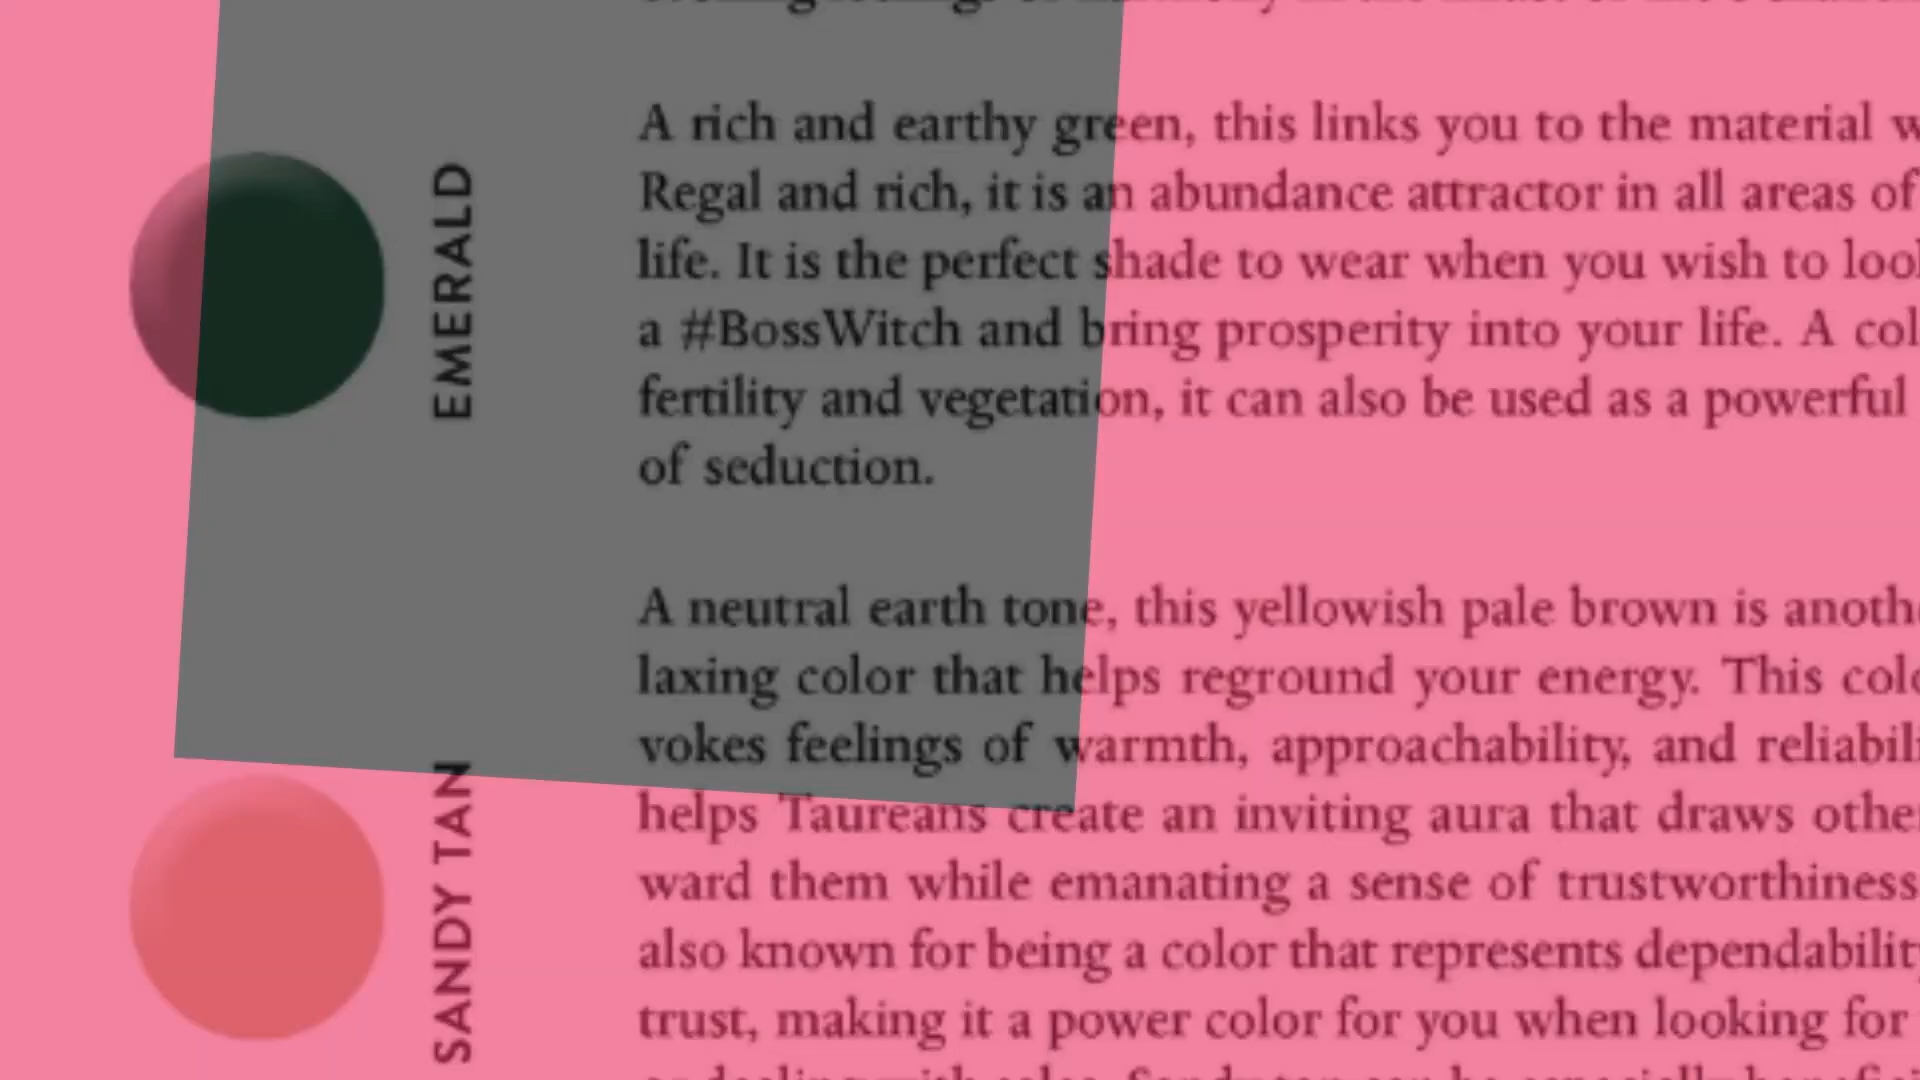 EMERALD
A rich and earthy green, this links you to the material
Regal and rich, it is an abundance attractor in all areas of
life. It is the perfect shade to wear when you wish to
a #BossWitch and bring prosperity into your life. A
fertility and vegetation, it can also be used as a powerful
of seduction.
SANDY TAN
A neutral earth tone, this yellowish pale brown is
laxing color that helps reground your energy. This
vokes feelings of warmth, approachability, and
helps Taureans create an inviting aura that draws
ward them while emanating a sense of trustworthiness
also known for being a color that represents
trust, making it a power color for you when looking for